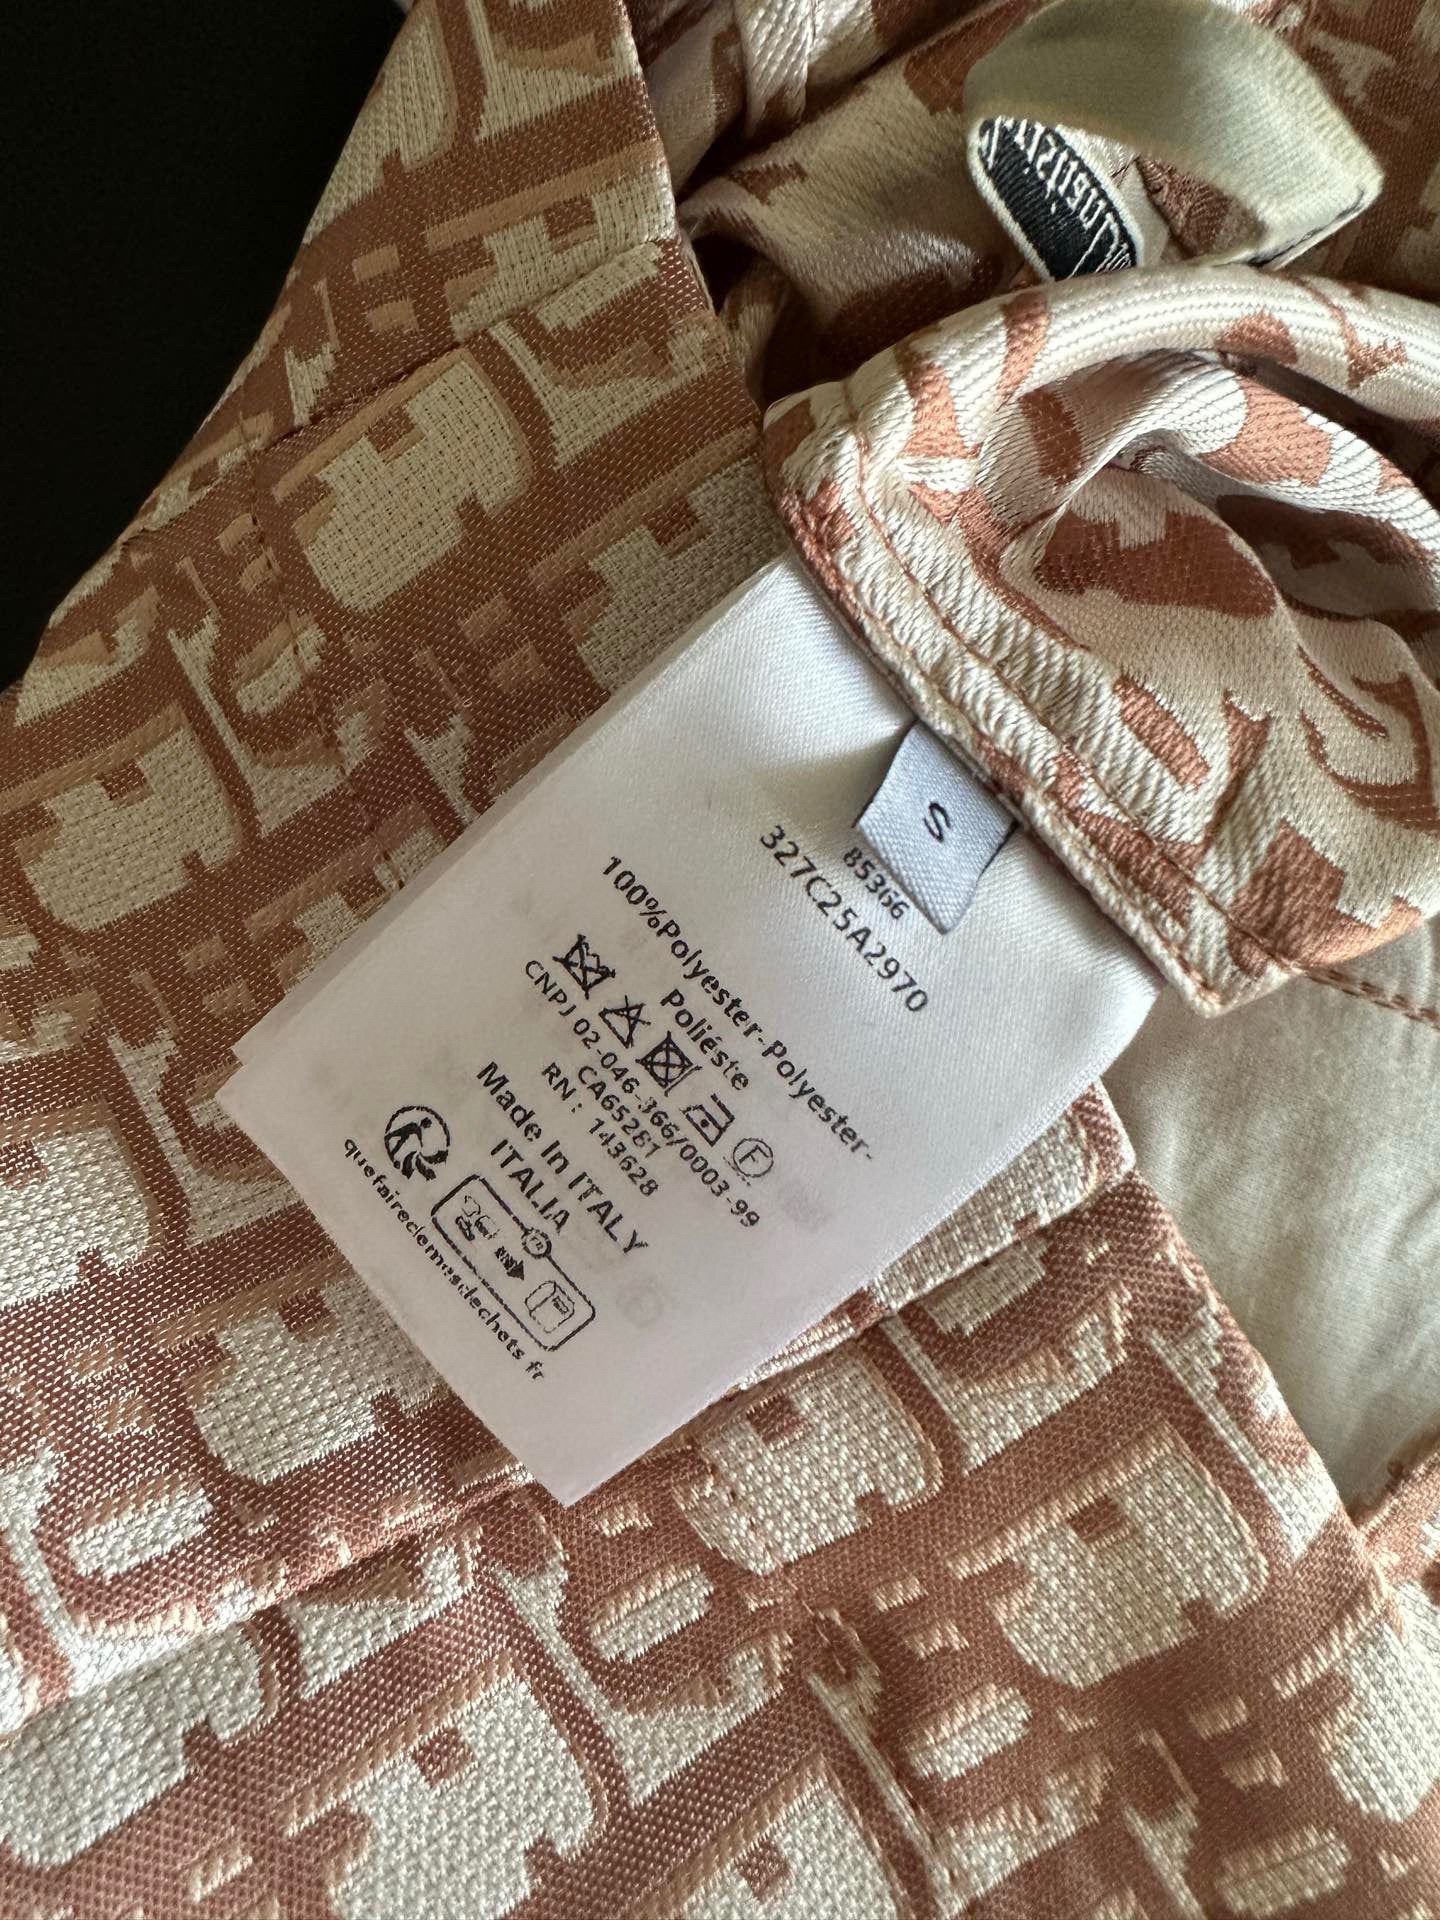 S
85366
327C25A2970
100%Polyester-Polyester-
Poliéste
CNPJ 02-046-366/0003-99
CA65281
RN : 143628
Made In ITALY
ITALIA
quefairedemesdechets fr
F
FR